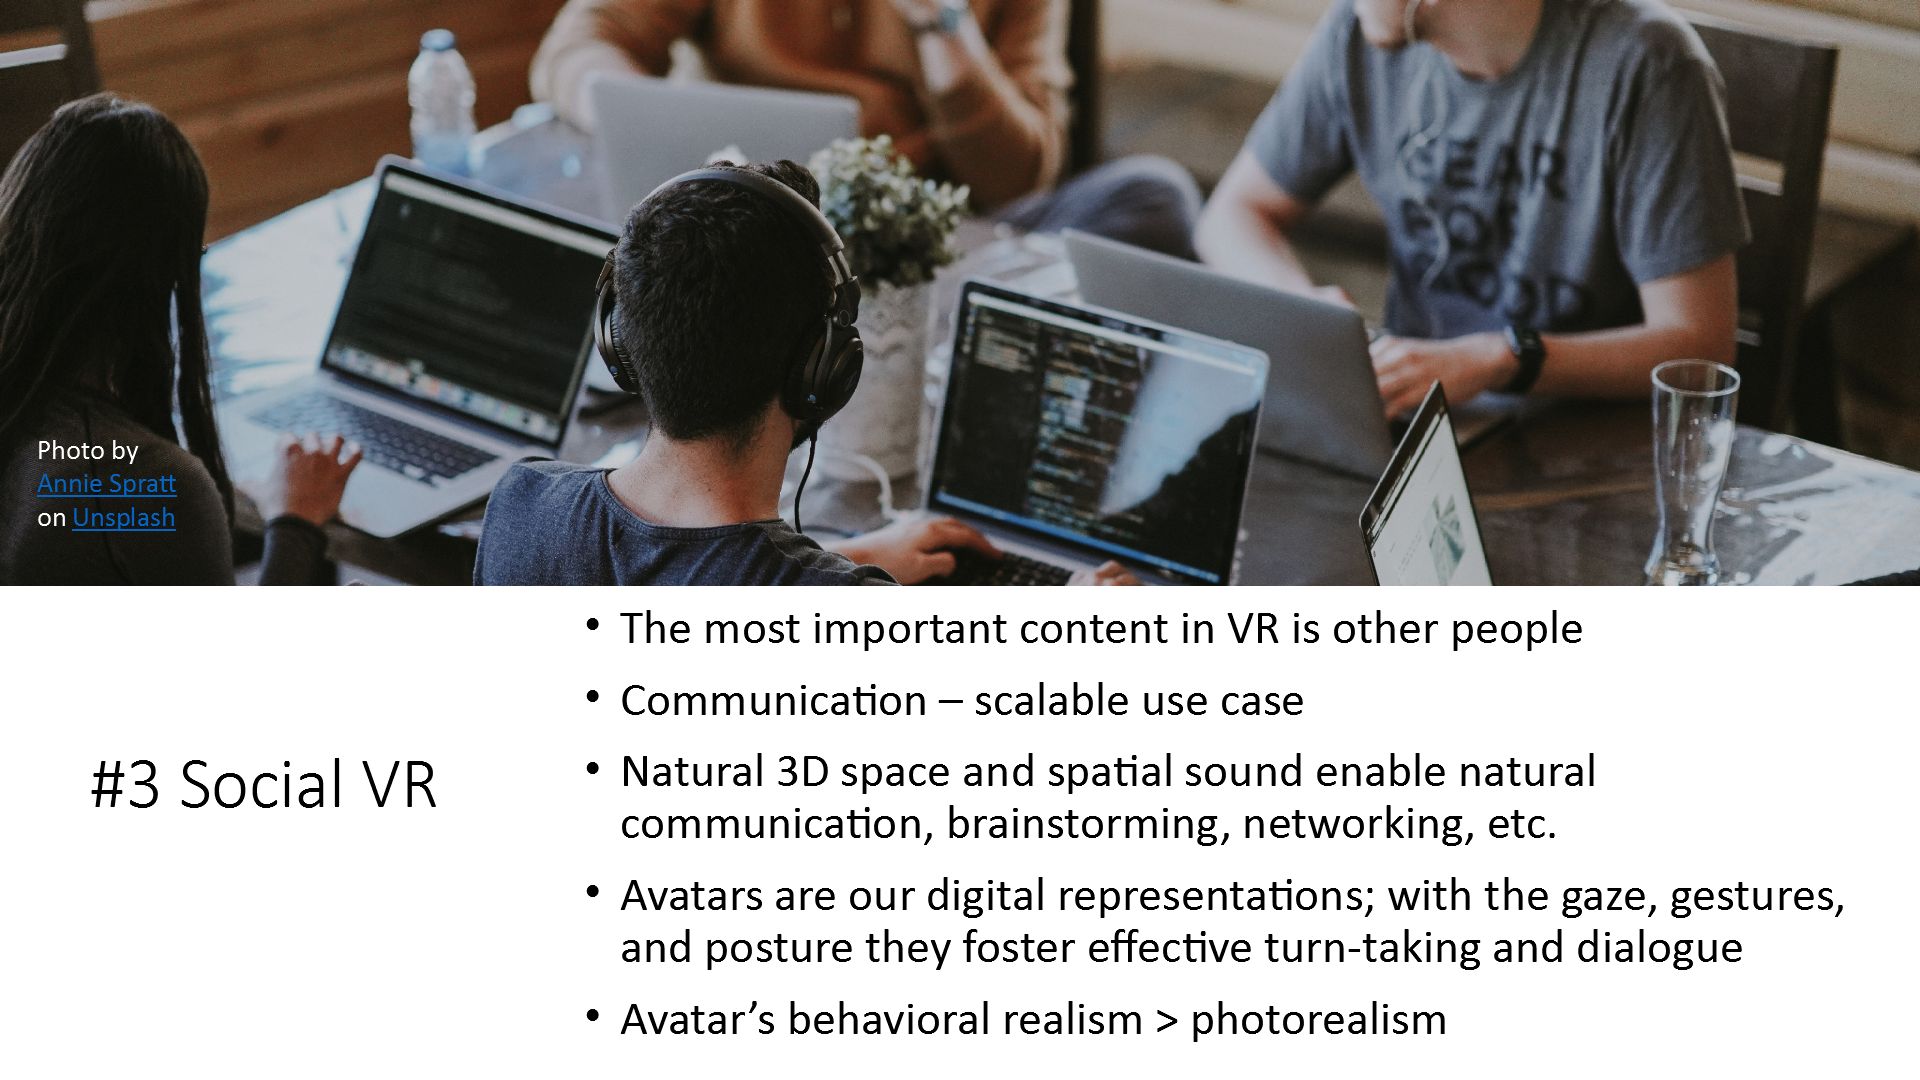 Photo by
Annie Spratt
on Unsplash
#3 Social VR
• The most important content in VR is other people
• Communication – scalable use case
• Natural 3D space and spatial sound enable natural
communication, brainstorming, networking, etc.
• Avatars are our digital representations; with the gaze, gestures,
and posture they foster effective turn-taking and dialogue
• Avatar’s behavioral realism > photorealism